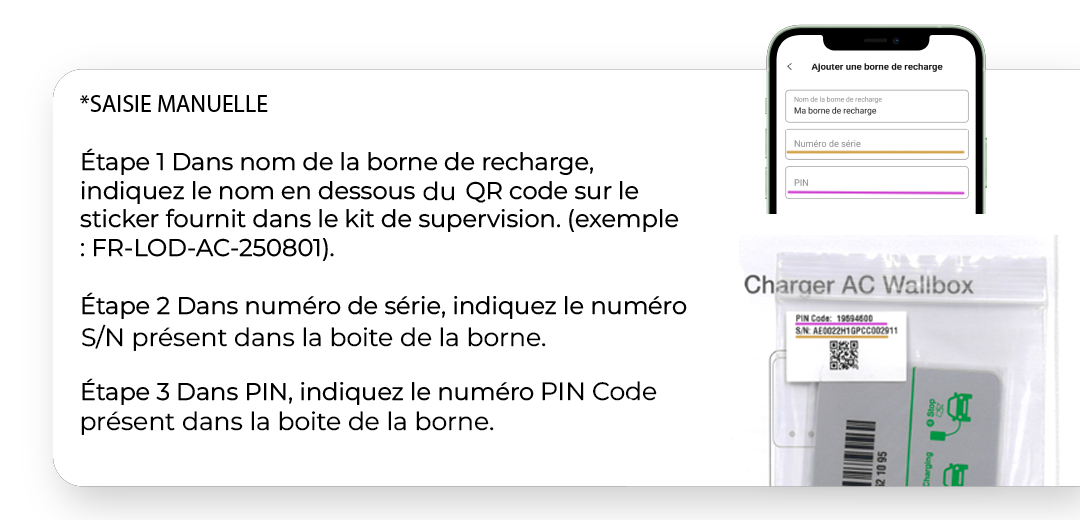 *SAISIE MANUELLE
Étape 1 Dans nom de la borne de recharge,
indiquez le nom en dessous du QR code sur le
sticker fournit dans le kit de supervision. (exemple
: FR-LOD-AC-250801).
Étape 2 Dans numéro de série, indiquez le numéro
S/N présent dans la boite de la borne.
Étape 3 Dans PIN, indiquez le numéro PIN Code
présent dans la boite de la borne.
Ajouter une borne de recharge
Nom de la borne de recharge
Ma borne de recharge
Numéro de série
PIN
Charger AC Wallbox
PIN Code: 19594600
S/N: AE0022H1GPCC002911
Stop
Charging
62 10 95